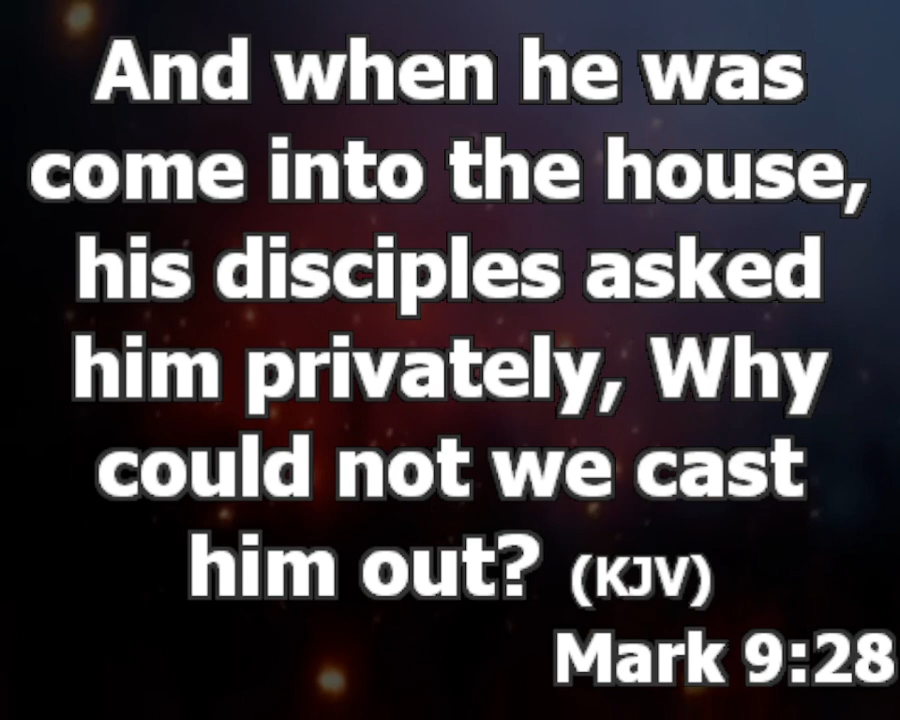 And when he was
come into the house,
his disciples asked
him privately, Why
could not we cast
him out? (KJV)
Mark 9:28